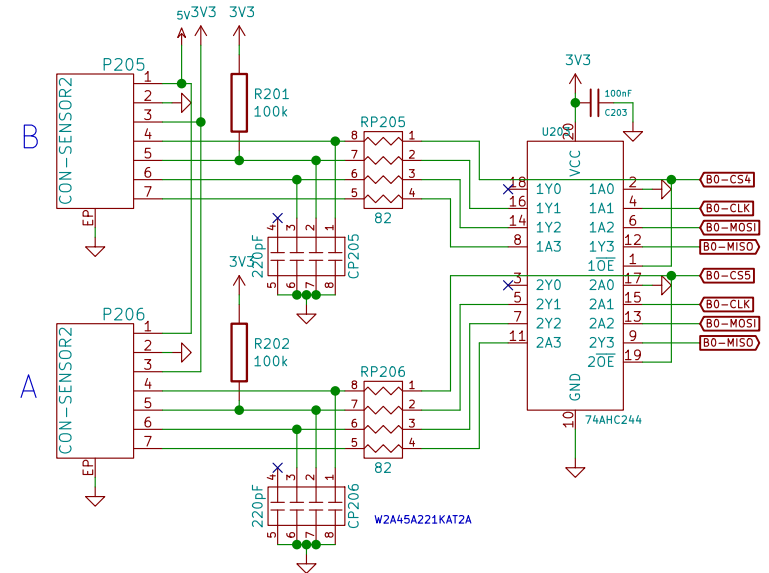 5V 3V3 3V3
P205
B
CON-SENSOR2
1
2
3
4
5
6
7
EP
R201
100k
RP205
8 1
7 2
6 3
5 4
82
4 3 2 1
220pF
CP205
5 6 7 8
3V3
100nF
C203
20
VCC
18 1Y0 1A0 2
16 1Y1 1A1 4
14 1Y2 1A2 6
8 1A3 1Y3 12
1OE 1
3 2Y0 2A0 17
5 2Y1 2A1 15
7 2Y2 2A2 13
11 2A3 2Y3 9
2OE 19
GND
10
74AHC244
B0-CS4
B0-CLK
B0-MOSI
B0-MISO
B0-CS5
B0-CLK
B0-MOSI
B0-MISO
3V3
P206
A
CON-SENSOR2
1
2
3
4
5
6
7
EP
R202
100k
RP206
8 1
7 2
6 3
5 4
82
4 3 2 1
220pF
CP206
5 6 7 8
W2A45A221KAT2A